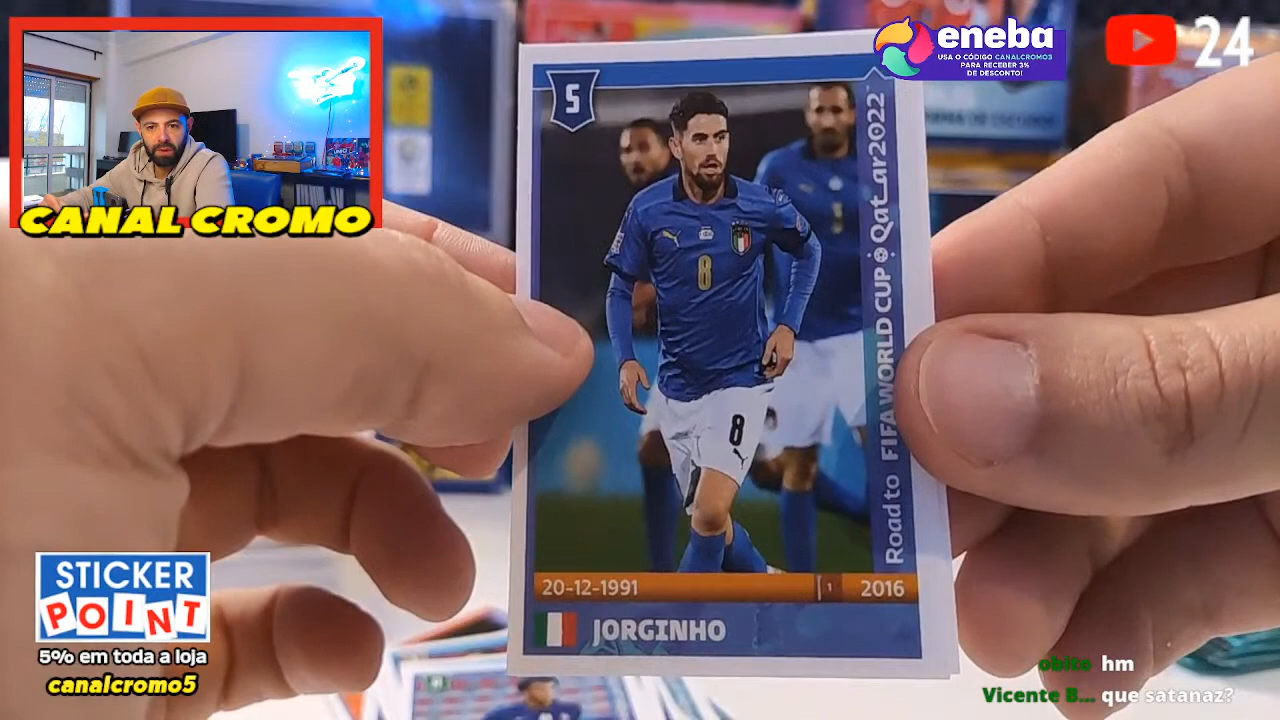 CANAL CROMO
eneba
USA O CÓDIGO CANALCROMO3
PARA RECEBER 3%
DE DESCONTO!
24
5
8
8
Road to FIFA WORLD CUP Qatar2022
20-12-1991
1
2016
JORGINHO
STICKER
POINT
5% em toda a loja
canalcromo5
obito hm
Vicente B... que satanaz?